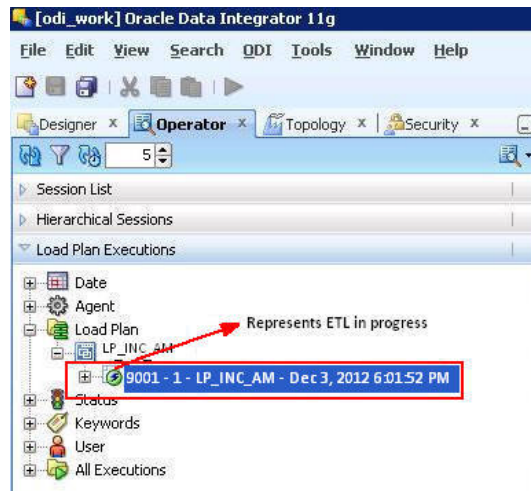 [odi_work] Oracle Data Integrator 11g
File Edit View Search ODI Tools Window Help
Designer x Operator x Topology x Security x
5
Session List
Hierarchical Sessions
Load Plan Executions
Date
Agent
Load Plan
Represents ETL in progress
LP_INC_AM
9001 - 1 - LP_INC_AM - Dec 3, 2012 6:01:52 PM
Status
Keywords
User
All Executions